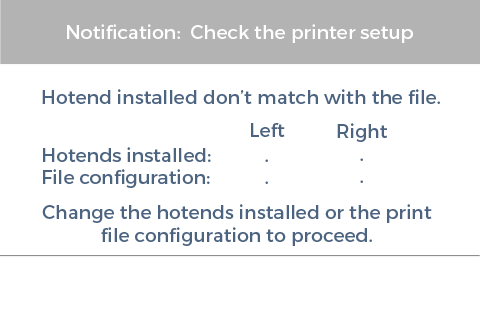 Notification:  Check the printer setup
Hotend installed don't match with the file.
Left Right
Hotends installed: . .
File configuration: . .
Change the hotends installed or the print
file configuration to proceed.